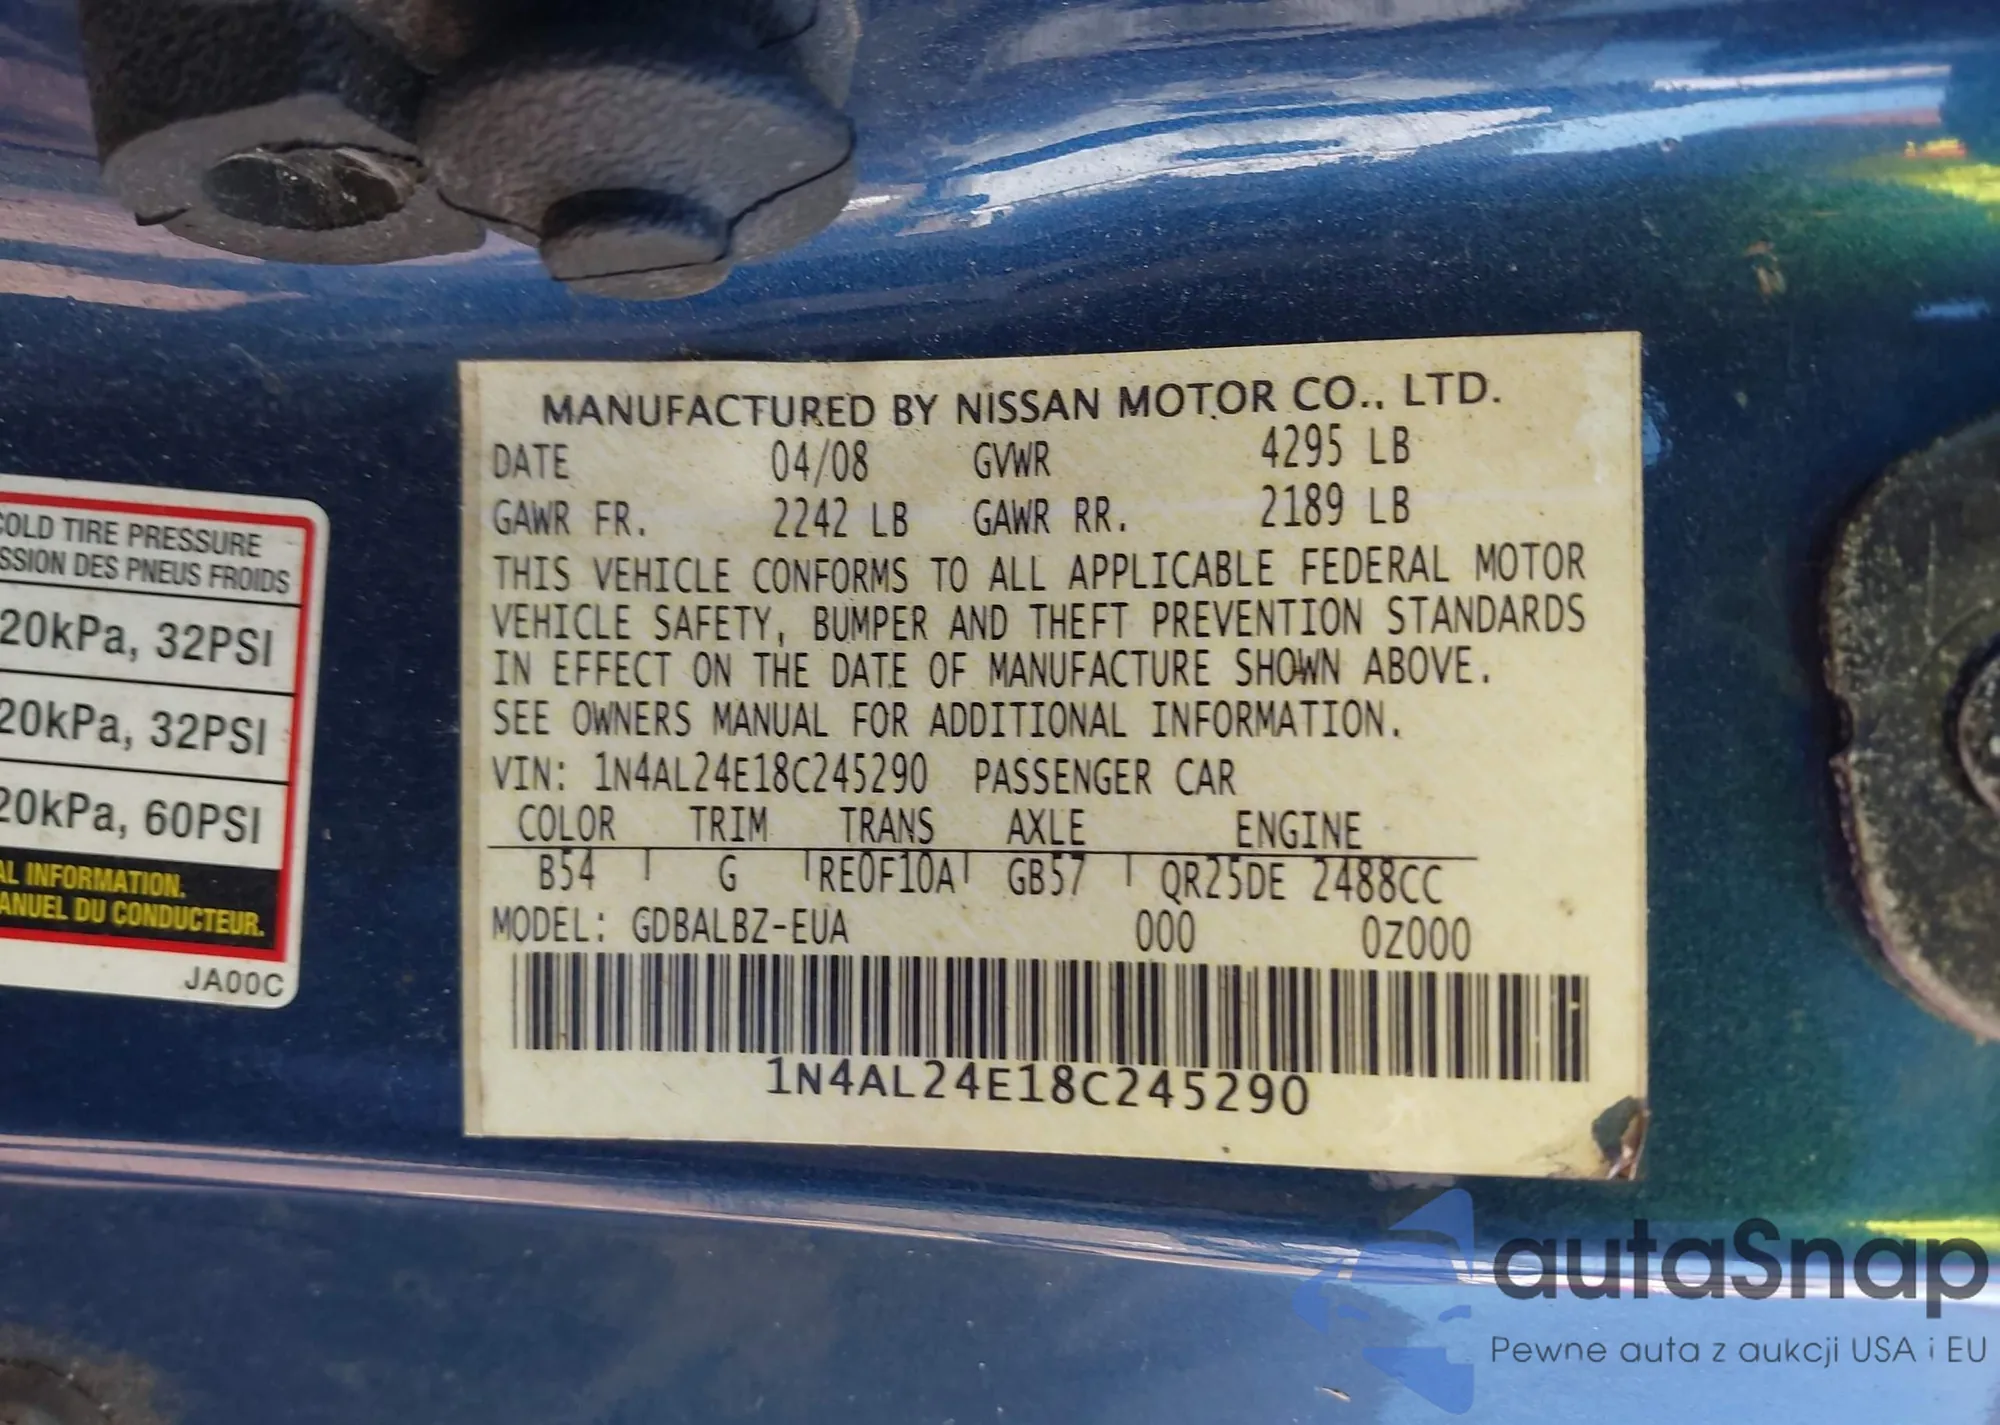 MANUFACTURED BY NISSAN MOTOR CO., LTD.
DATE 04/08 GVWR 4295 LB
GAWR FR. 2242 LB GAWR RR. 2189 LB
THIS VEHICLE CONFORMS TO ALL APPLICABLE FEDERAL MOTOR
VEHICLE SAFETY, BUMPER AND THEFT PREVENTION STANDARDS
IN EFFECT ON THE DATE OF MANUFACTURE SHOWN ABOVE.
SEE OWNERS MANUAL FOR ADDITIONAL INFORMATION.
VIN: 1N4AL24E18C245290 PASSENGER CAR
COLOR TRIM TRANS AXLE ENGINE
B54 G RE0F10A GB57 QR25DE 2488CC
MODEL: GDBALBZ-EUA 000 0Z000
1N4AL24E18C245290
COLD TIRE PRESSURE
SSION DES PNEUS FROIDS
20kPa, 32PSI
20kPa, 32PSI
20kPa, 60PSI
AL INFORMATION.
ANUEL DU CONDUCTEUR.
JA00C
autaSnap
Pewne auta z aukcji USA i EU